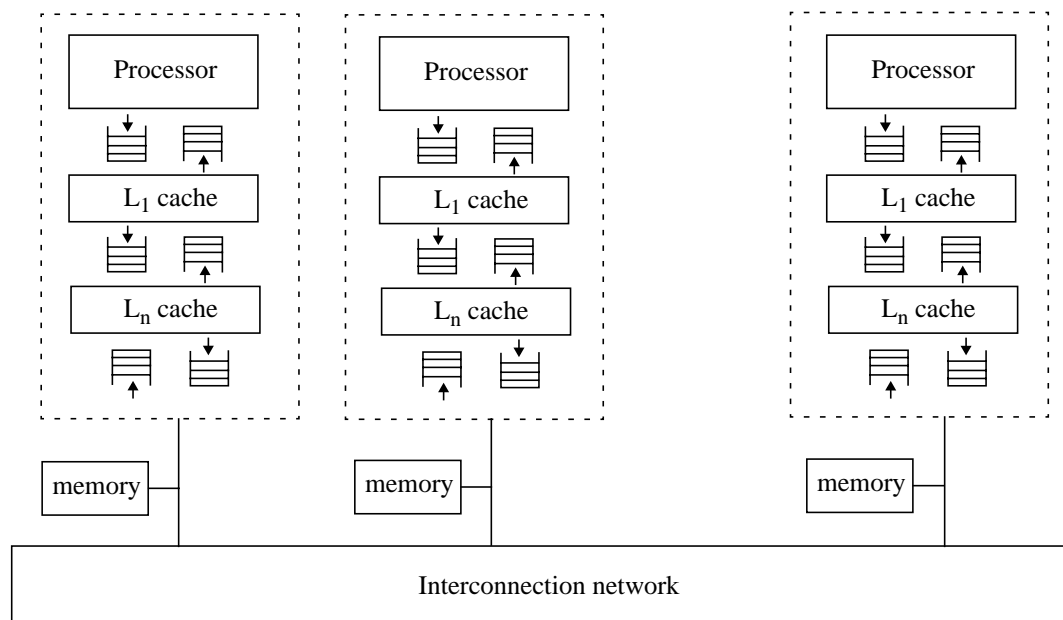 Processor
Processor
Processor
L1 cache
L1 cache
L1 cache
Ln cache
Ln cache
Ln cache
memory
memory
memory
Interconnection network